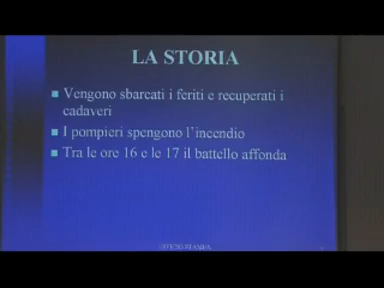 LA STORIA
Vengono sbarcati i feriti e recuperati i
cadaveri
I pompieri spengono l'incendio
Tra le ore 16 e le 17 il battello affonda